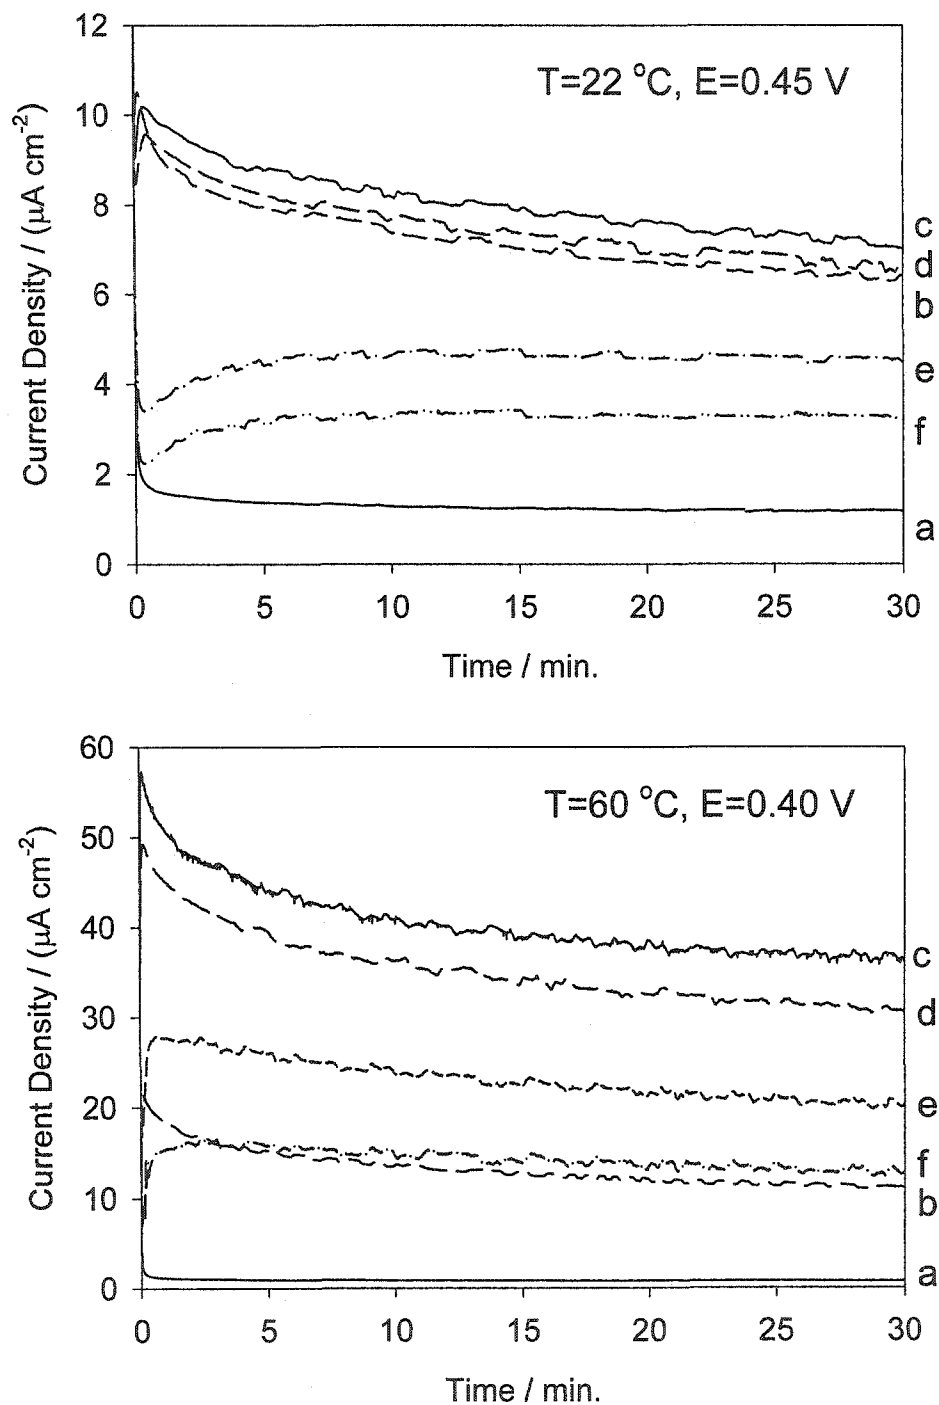 12
10
8
6
4
2
0
Current Density / (µA cm-2)
T=22 oC, E=0.45 V
c
d
b
e
f
a
0 5 10 15 20 25 30
Time / min.
60
50
40
30
20
10
0
Current Density / (µA cm-2)
T=60 oC, E=0.40 V
c
d
e
f
b
a
0 5 10 15 20 25 30
Time / min.